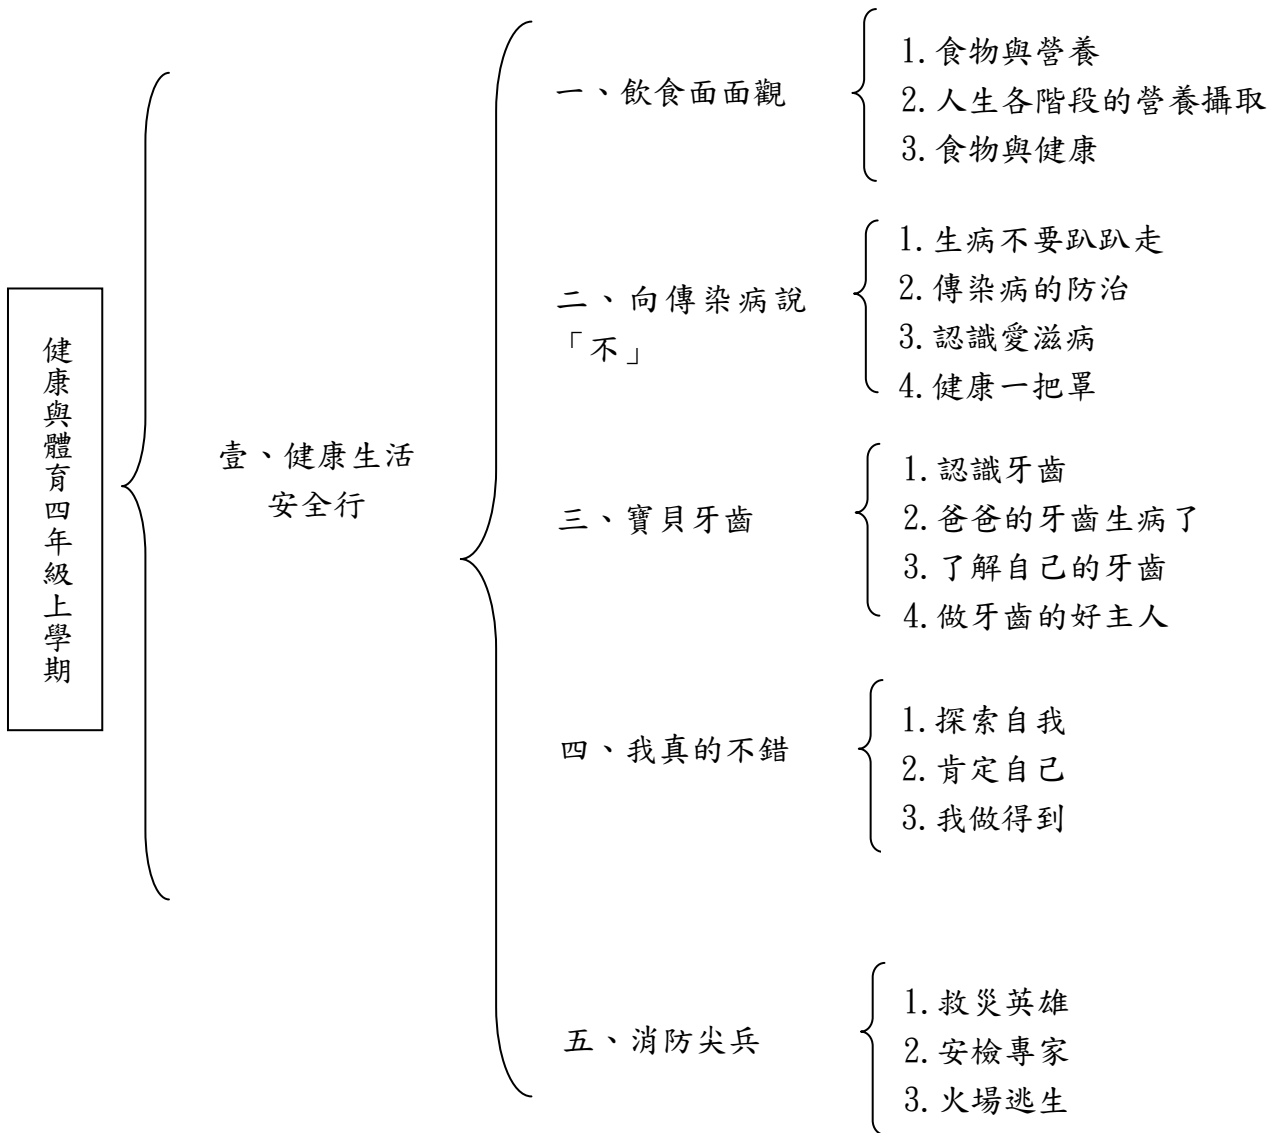 健康與體育四年級上學期
壹、健康生活
安全行
一、飲食面面觀
1.食物與營養
2.人生各階段的營養攝取
3.食物與健康
二、向傳染病說
「不」
1.生病不要趴趴走
2.傳染病的防治
3.認識愛滋病
4.健康一把罩
三、寶貝牙齒
1.認識牙齒
2.爸爸的牙齒生病了
3.了解自己的牙齒
4.做牙齒的好主人
四、我真的不錯
1.探索自我
2.肯定自己
3.我做得到
五、消防尖兵
1.救災英雄
2.安檢專家
3.火場逃生